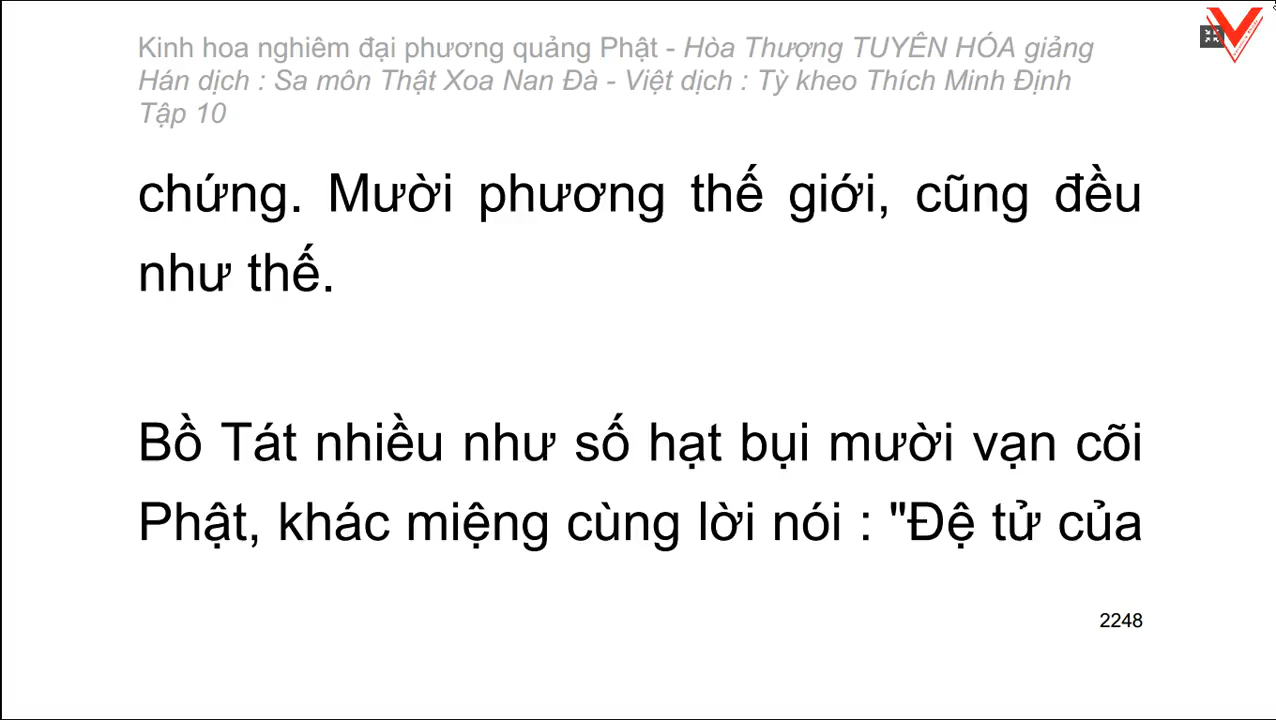 Kinh hoa nghiêm đại phương quảng Phật - Hòa Thượng TUYÊN HÓA giảng
Hán dịch : Sa môn Thật Xoa Nan Đà - Việt dịch : Tỳ kheo Thích Minh Định
Tập 10
chứng. Mười phương thế giới, cũng đều
như thế.
Bồ Tát nhiều như số hạt bụi mười vạn cõi
Phật, khác miệng cùng lời nói : "Đệ tử của
2248